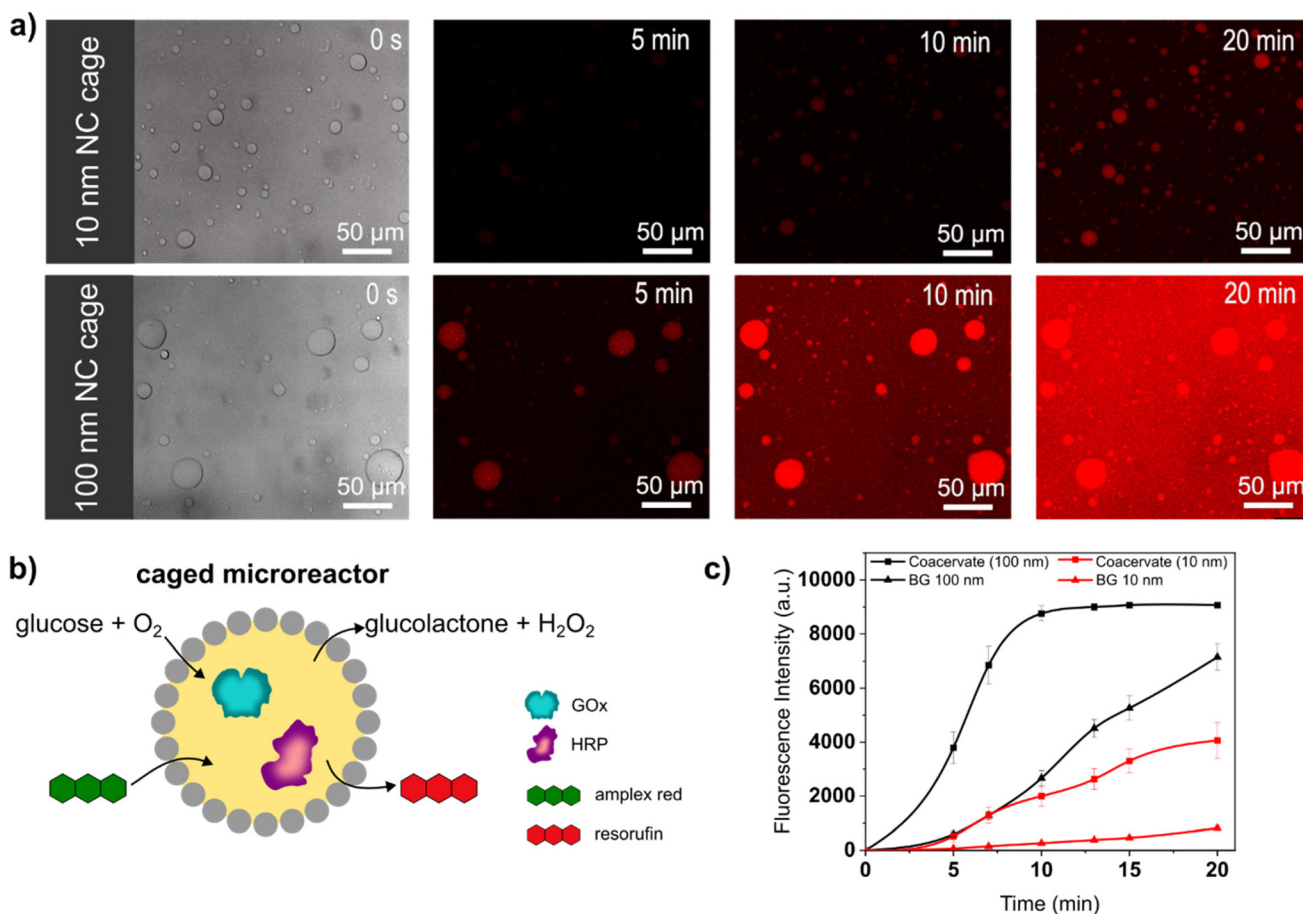 a)
10 nm NC cage
0 s
50 µm
5 min
50 µm
10 min
50 µm
20 min
50 µm
100 nm NC cage
0 s
50 µm
5 min
50 µm
10 min
50 µm
20 min
50 µm
b)
caged microreactor
glucose + O₂
glucolactone + H₂O₂
GOx
HRP
amplex red
resorufin
c)
Coacervate (100 nm)
Coacervate (10 nm)
BG 100 nm
BG 10 nm
Fluorescence Intensity (a.u.)
10000
8000
6000
4000
2000
0
0 5 10 15 20
Time (min)